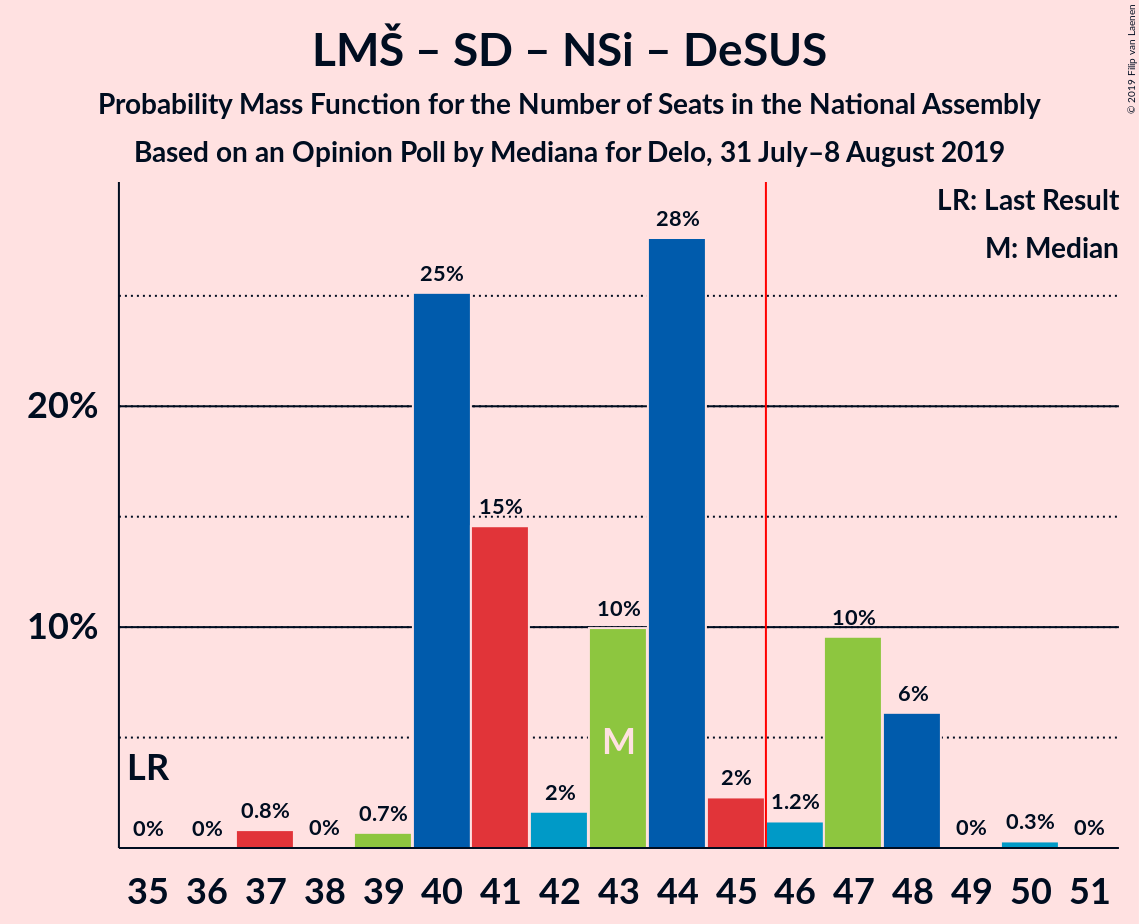 LMŠ – SD – NSi – DeSUS
Probability Mass Function for the Number of Seats in the National Assembly
Based on an Opinion Poll by Mediana for Delo, 31 July–8 August 2019
© 2019 Filip van Laenen
LR: Last Result
M: Median
20%
10%
LR
M
0% 0% 0.8% 0% 0.7% 25% 15% 2% 10% 28% 2% 1.2% 10% 6% 0% 0.3% 0%
35 36 37 38 39 40 41 42 43 44 45 46 47 48 49 50 51